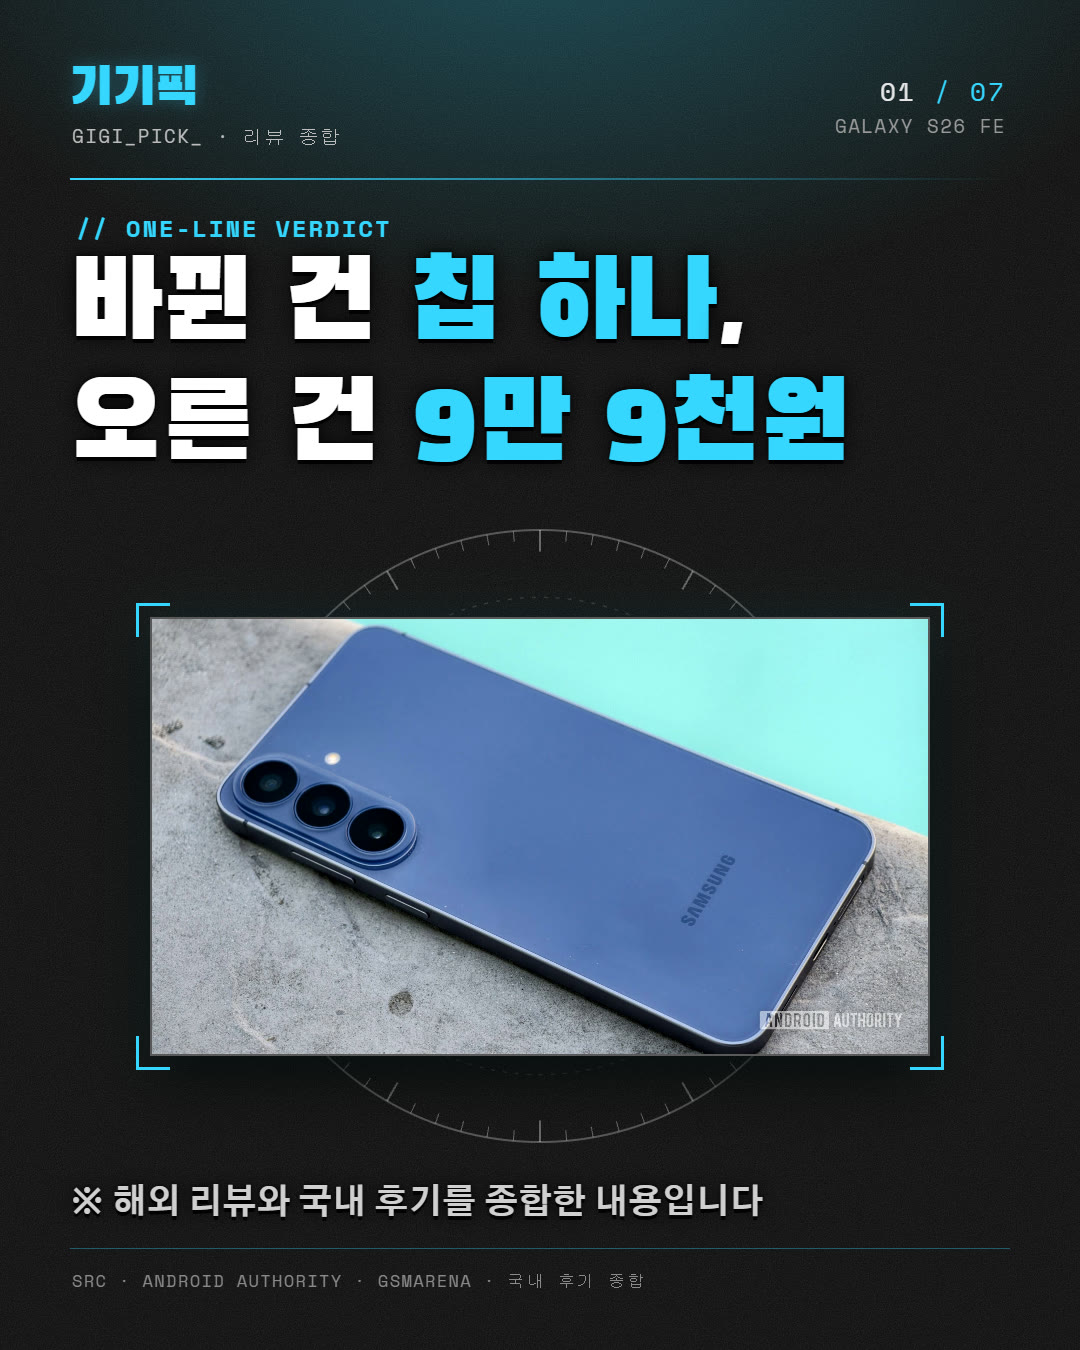 기기픽
GIGI_PICK_ · 리뷰 종합
01 / 07
GALAXY S26 FE
// ONE-LINE VERDICT
바뀐 건 칩 하나,
오른 건 9만 9천원
SAMSUNG
ANDROID AUTHORITY
※ 해외 리뷰와 국내 후기를 종합한 내용입니다
SRC · ANDROID AUTHORITY · GSMARENA · 국내 후기 종합